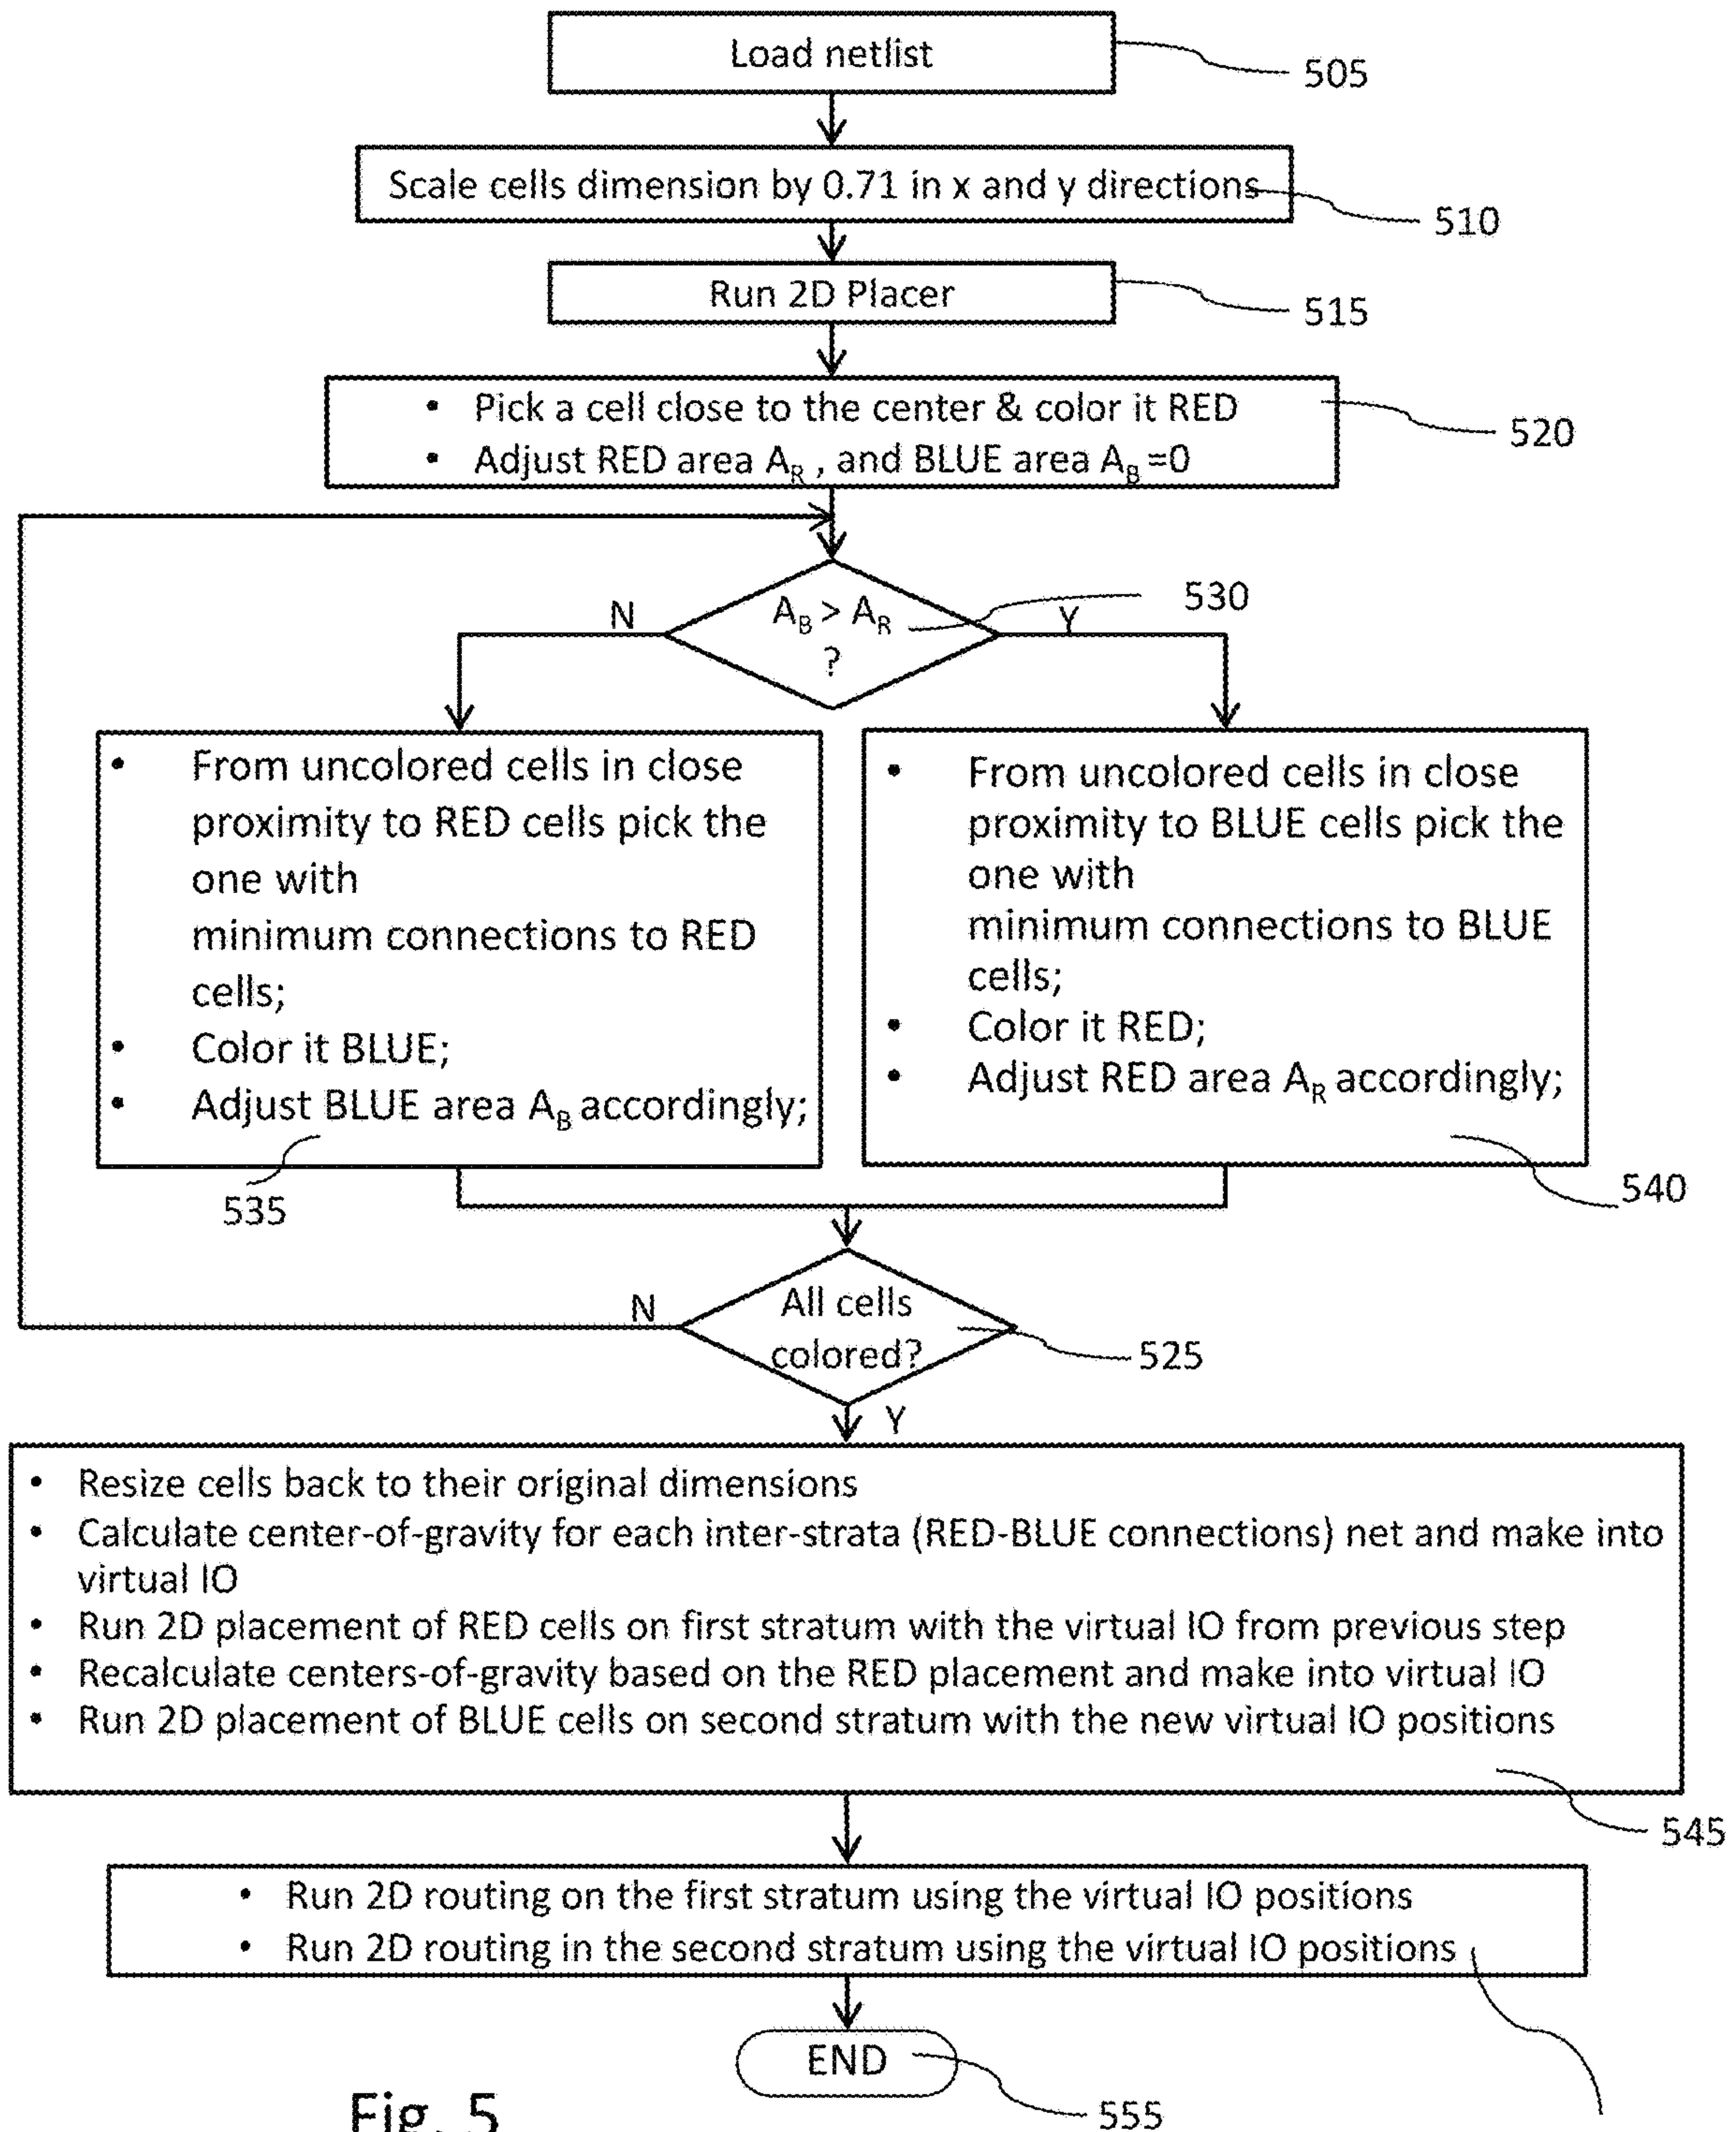 Load netlist
505
Scale cells dimension by 0.71 in x and y directions
510
Run 2D Placer
515
• Pick a cell close to the center & color it RED
• Adjust RED area A_R , and BLUE area A_B =0
520
A_B > A_R
?
530
N
Y
• From uncolored cells in close
proximity to RED cells pick the
one with
minimum connections to RED
cells;
• Color it BLUE;
• Adjust BLUE area A_B accordingly;
535
• From uncolored cells in close
proximity to BLUE cells pick the
one with
minimum connections to BLUE
cells;
• Color it RED;
• Adjust RED area A_R accordingly;
540
All cells
colored?
525
N
Y
• Resize cells back to their original dimensions
• Calculate center-of-gravity for each inter-strata (RED-BLUE connections) net and make into
virtual IO
• Run 2D placement of RED cells on first stratum with the virtual IO from previous step
• Recalculate centers-of-gravity based on the RED placement and make into virtual IO
• Run 2D placement of BLUE cells on second stratum with the new virtual IO positions
545
• Run 2D routing on the first stratum using the virtual IO positions
• Run 2D routing in the second stratum using the virtual IO positions
END
555
Fig. 5